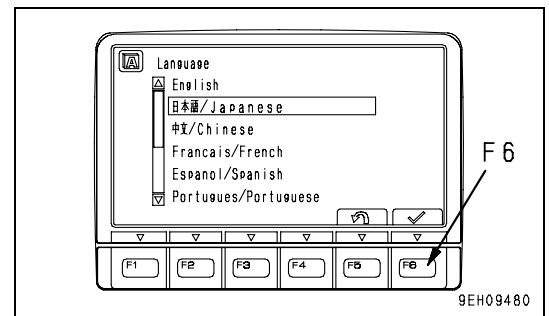 A Language
English
日本語/Japanese
中文/Chinese
Francais/French
Espanol/Spanish
Portugues/Portuguese
F6
F1 F2 F3 F4 F5 F6
9EH09480